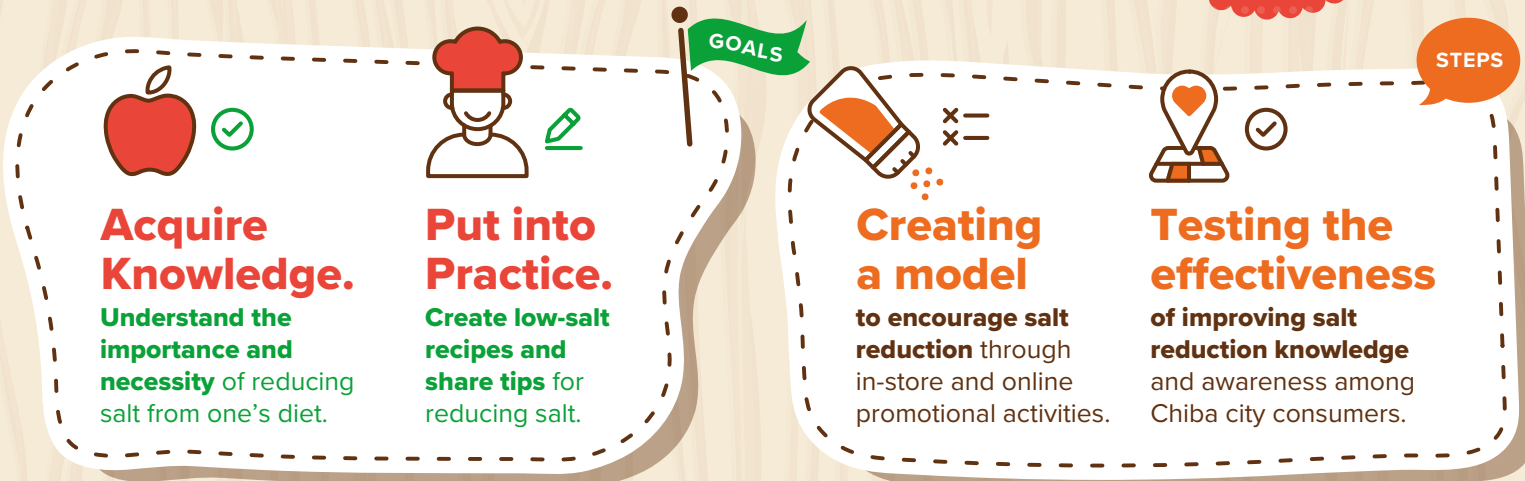 GOALS
Acquire
Knowledge.
Understand the
importance and
necessity of reducing
salt from one’s diet.
Put into
Practice.
Create low-salt
recipes and
share tips for
reducing salt.
STEPS
Creating
a model
to encourage salt
reduction through
in-store and online
promotional activities.
Testing the
effectiveness
of improving salt
reduction knowledge
and awareness among
Chiba city consumers.